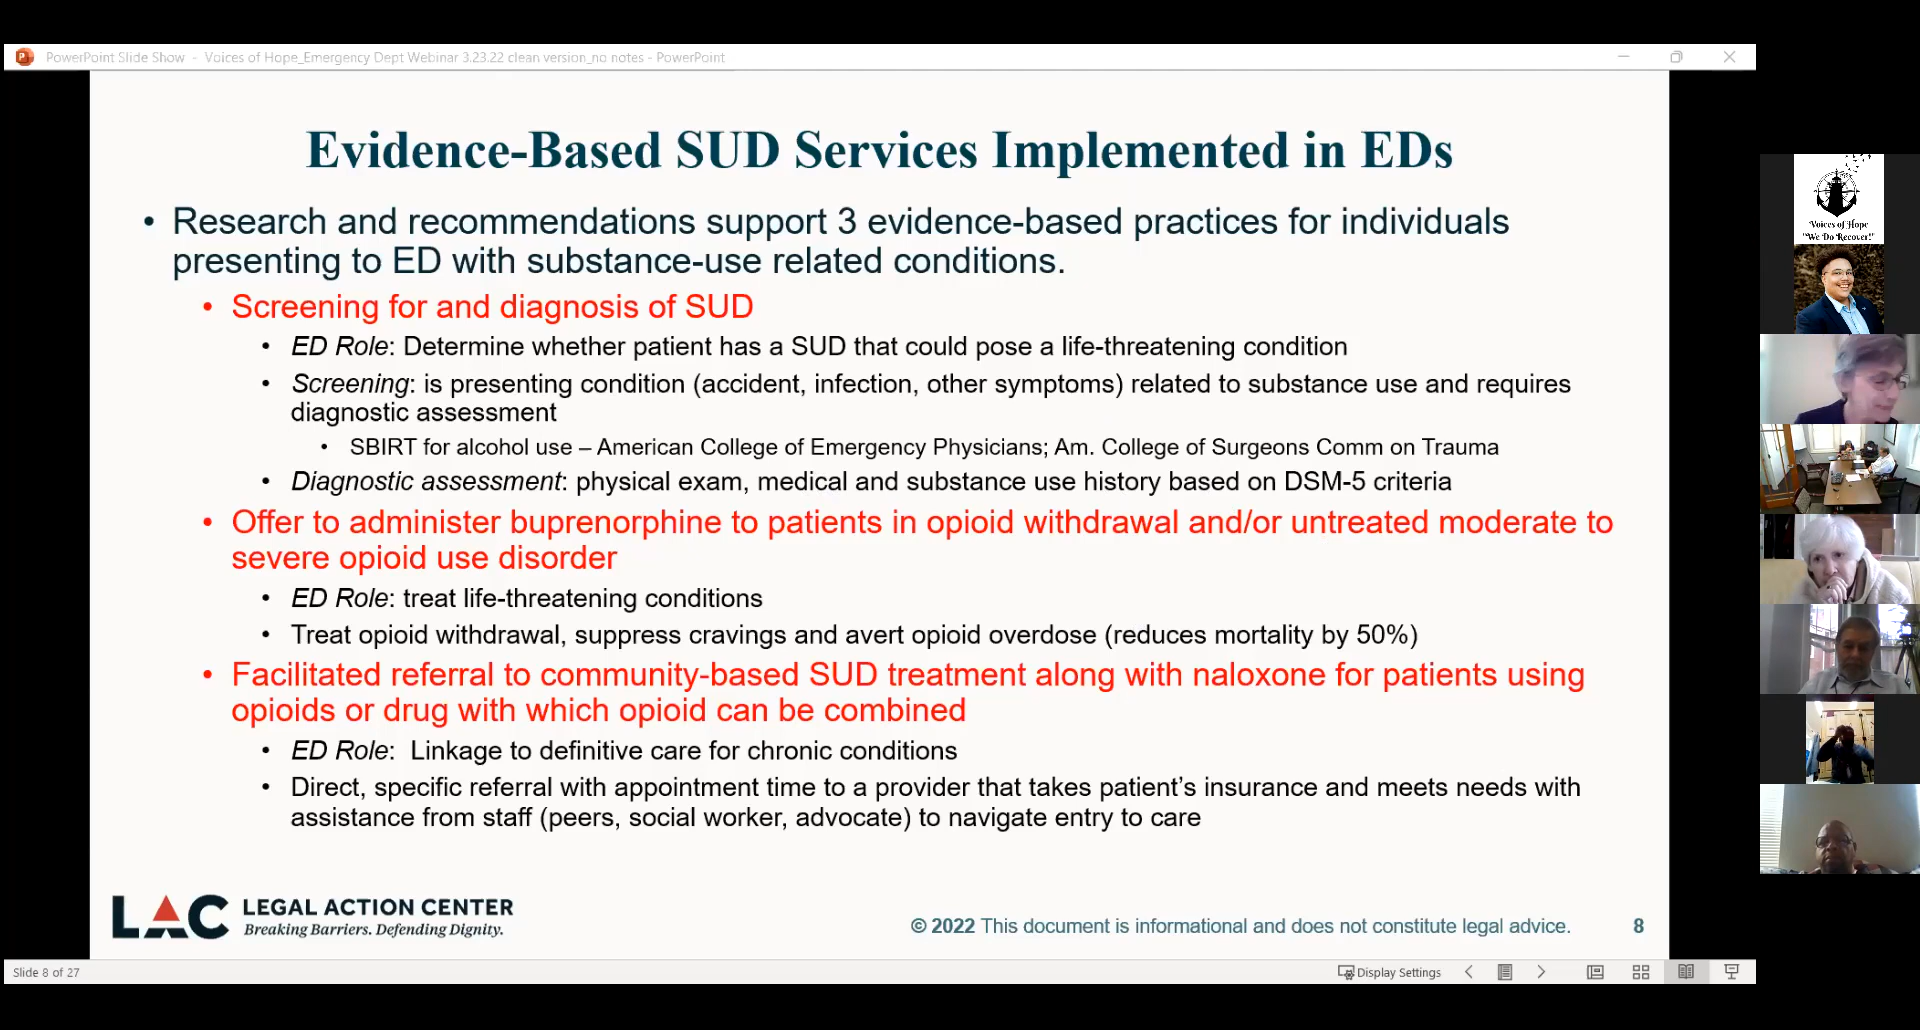 PowerPoint Slide Show - Voices of Hope_Emergency Dept Webinar 3.23.22 clean version_no notes - PowerPoint
Evidence-Based SUD Services Implemented in EDs
• Research and recommendations support 3 evidence-based practices for individuals
presenting to ED with substance-use related conditions.
• Screening for and diagnosis of SUD
• ED Role: Determine whether patient has a SUD that could pose a life-threatening condition
• Screening: is presenting condition (accident, infection, other symptoms) related to substance use and requires
diagnostic assessment
• SBIRT for alcohol use – American College of Emergency Physicians; Am. College of Surgeons Comm on Trauma
• Diagnostic assessment: physical exam, medical and substance use history based on DSM-5 criteria
• Offer to administer buprenorphine to patients in opioid withdrawal and/or untreated moderate to
severe opioid use disorder
• ED Role: treat life-threatening conditions
• Treat opioid withdrawal, suppress cravings and avert opioid overdose (reduces mortality by 50%)
• Facilitated referral to community-based SUD treatment along with naloxone for patients using
opioids or drug with which opioid can be combined
• ED Role: Linkage to definitive care for chronic conditions
• Direct, specific referral with appointment time to a provider that takes patient’s insurance and meets needs with
assistance from staff (peers, social worker, advocate) to navigate entry to care
LAC LEGAL ACTION CENTER
Breaking Barriers. Defending Dignity.
© 2022 This document is informational and does not constitute legal advice. 8
Slide 8 of 27
Display Settings
Voices of Hope
"We Do Recover!"